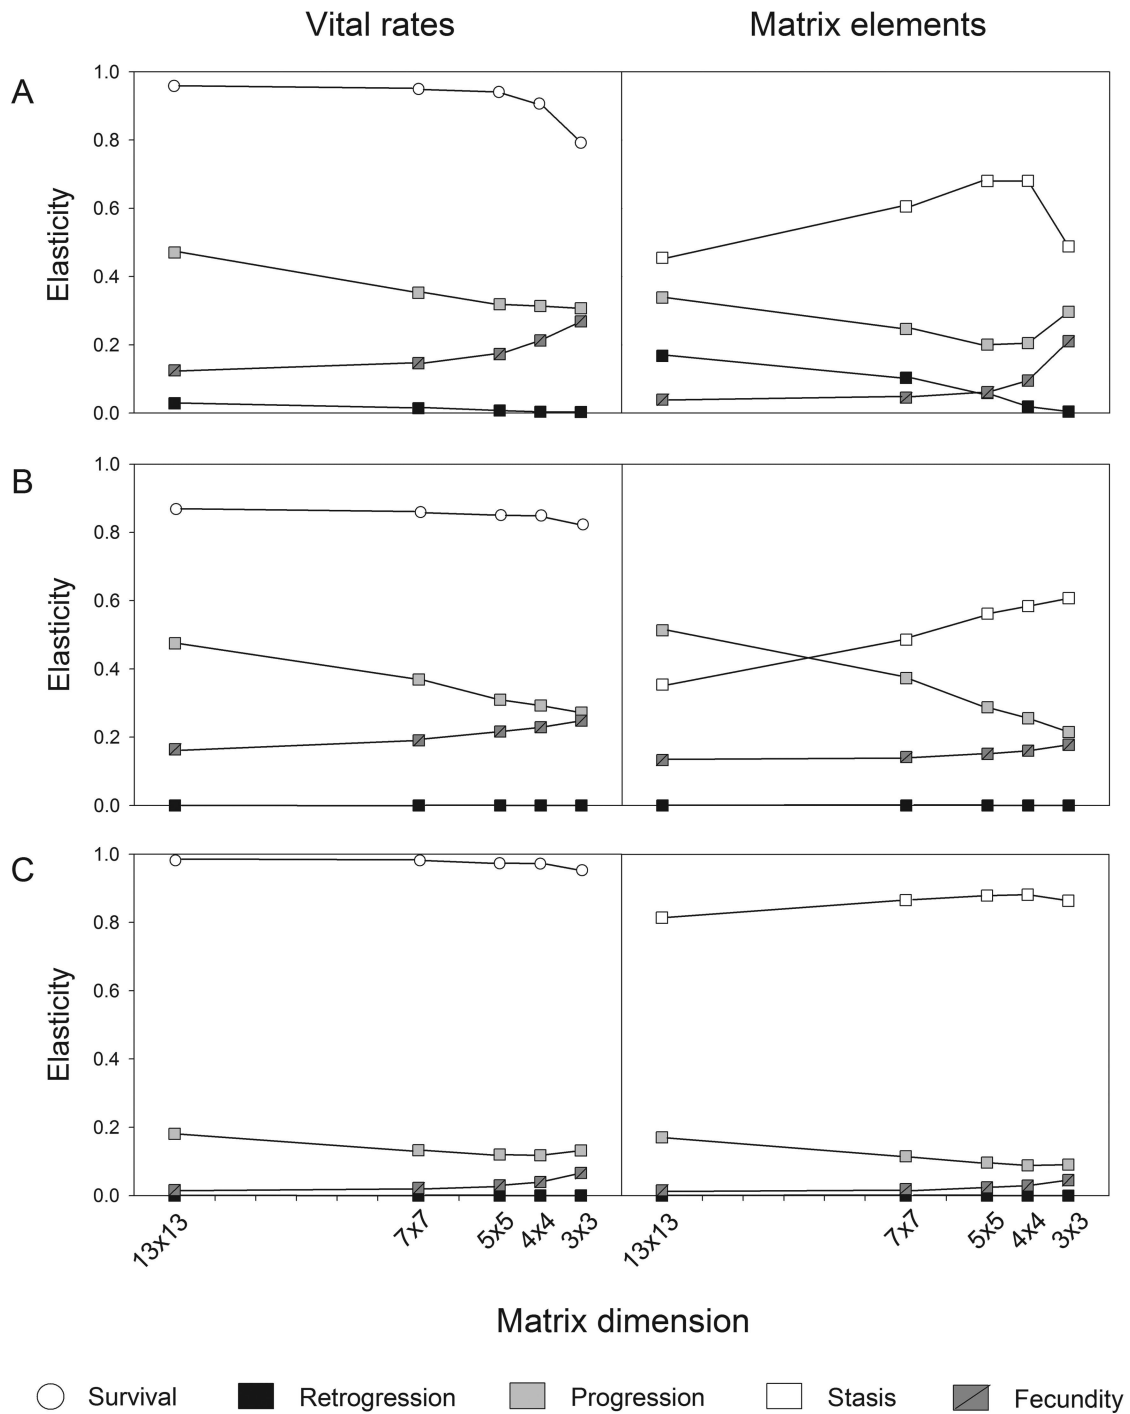 Vital rates Matrix elements
A
1.0
0.8
0.6
0.4
0.2
0.0
Elasticity
B
1.0
0.8
0.6
0.4
0.2
0.0
Elasticity
C
1.0
0.8
0.6
0.4
0.2
0.0
Elasticity
13x13 7x7 5x5 4x4 3x3 13x13 7x7 5x5 4x4 3x3
Matrix dimension
Survival Retrogression Progression Stasis Fecundity